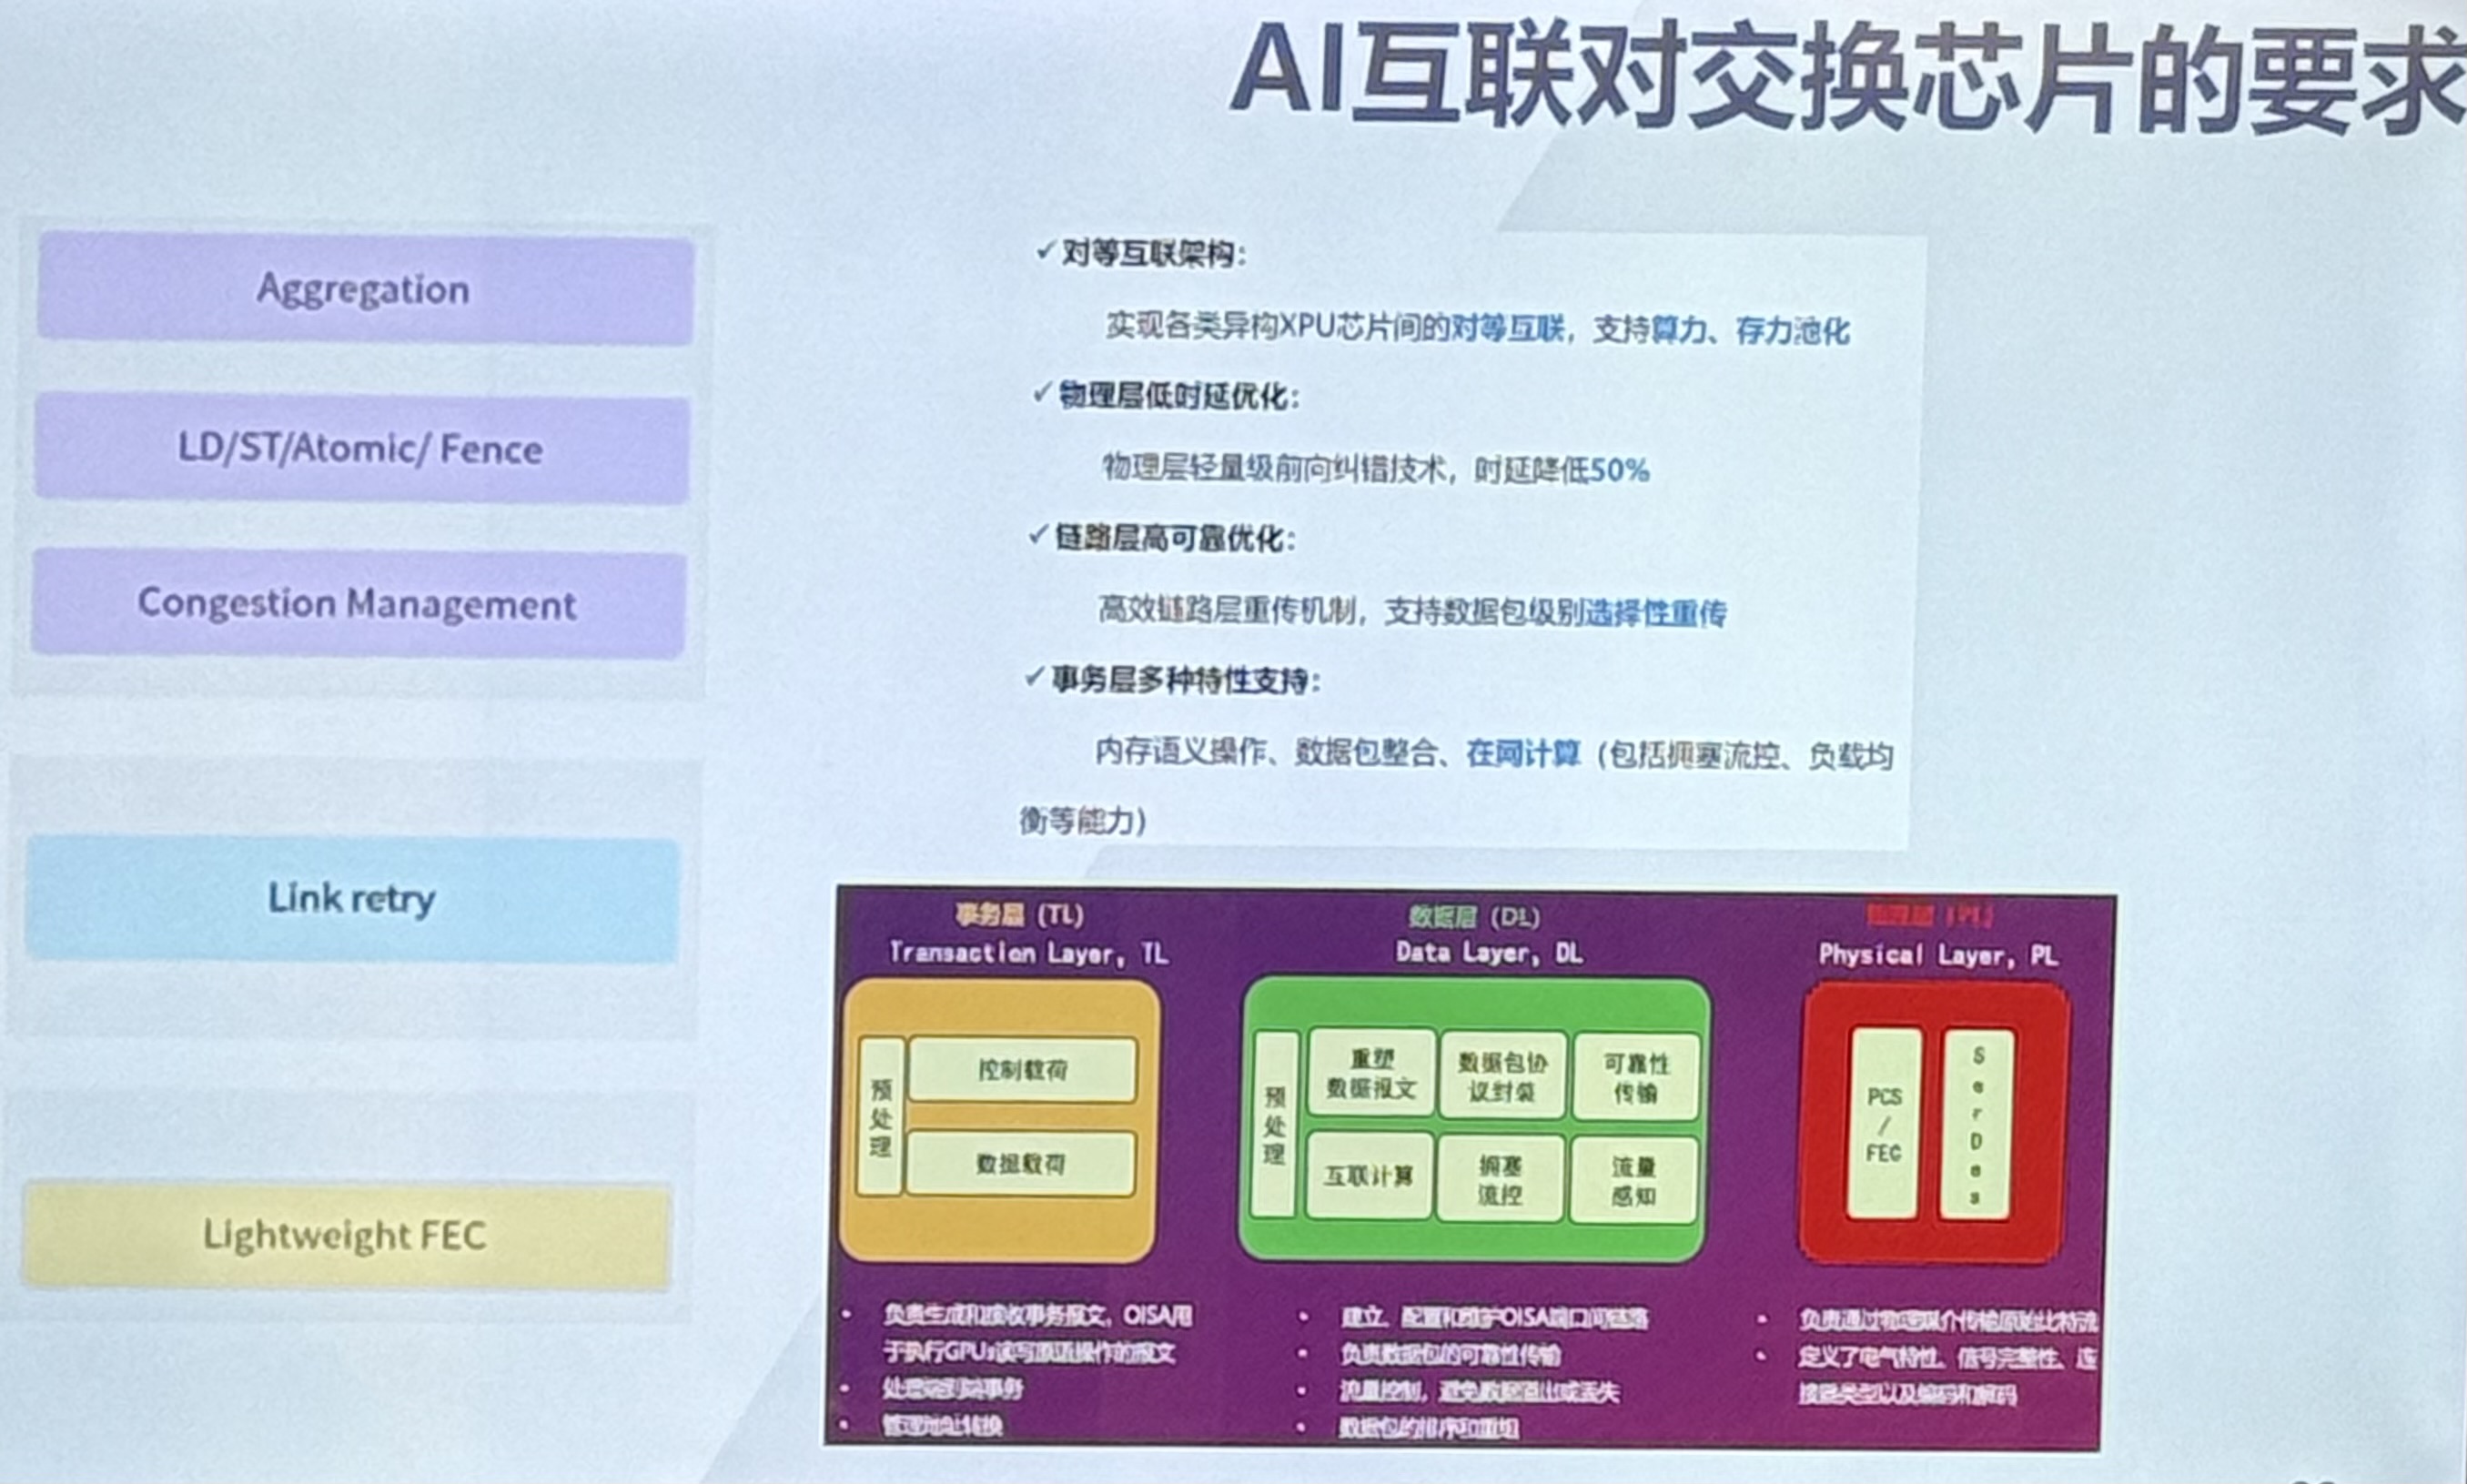 AI互联对交换芯片的要求
Aggregation
LD/ST/Atomic/ Fence
Congestion Management
Link retry
Lightweight FEC
✓对等互联架构：
实现各类异构XPU芯片间的对等互联，支持算力、存力池化
✓物理层低时延优化：
物理层轻量级前向纠错技术，时延降低50%
✓链路层高可靠优化：
高效链路层重传机制，支持数据包级别选择性重传
✓事务层多种特性支持：
内存语义操作、数据包整合、在网计算（包括拥塞流控、负载均
衡等能力）
事务层（TL）
Transaction Layer, TL
预处理
控制载荷
数据载荷
• 负责生成和接收事务报文，OISA用
于执行GPUs读写原子操作的报文
• 处理端到端事务
• 管理地址转换
数据层（DL）
Data Layer, DL
预处理
重塑
数据报文
数据包协
议封装
可靠性
传输
互联计算
拥塞
流控
流量
感知
• 建立、配置和维护OISA端口间链路
• 负责数据包的可靠性传输
• 流量控制，避免数据溢出或丢失
• 数据包的排序和重组
物理层（PL）
Physical Layer, PL
PCS
/
FEC
SerDes
• 负责通过物理媒介传输原始比特流
• 定义了电气特性、信号完整性、连
接器类型以及编码和解码